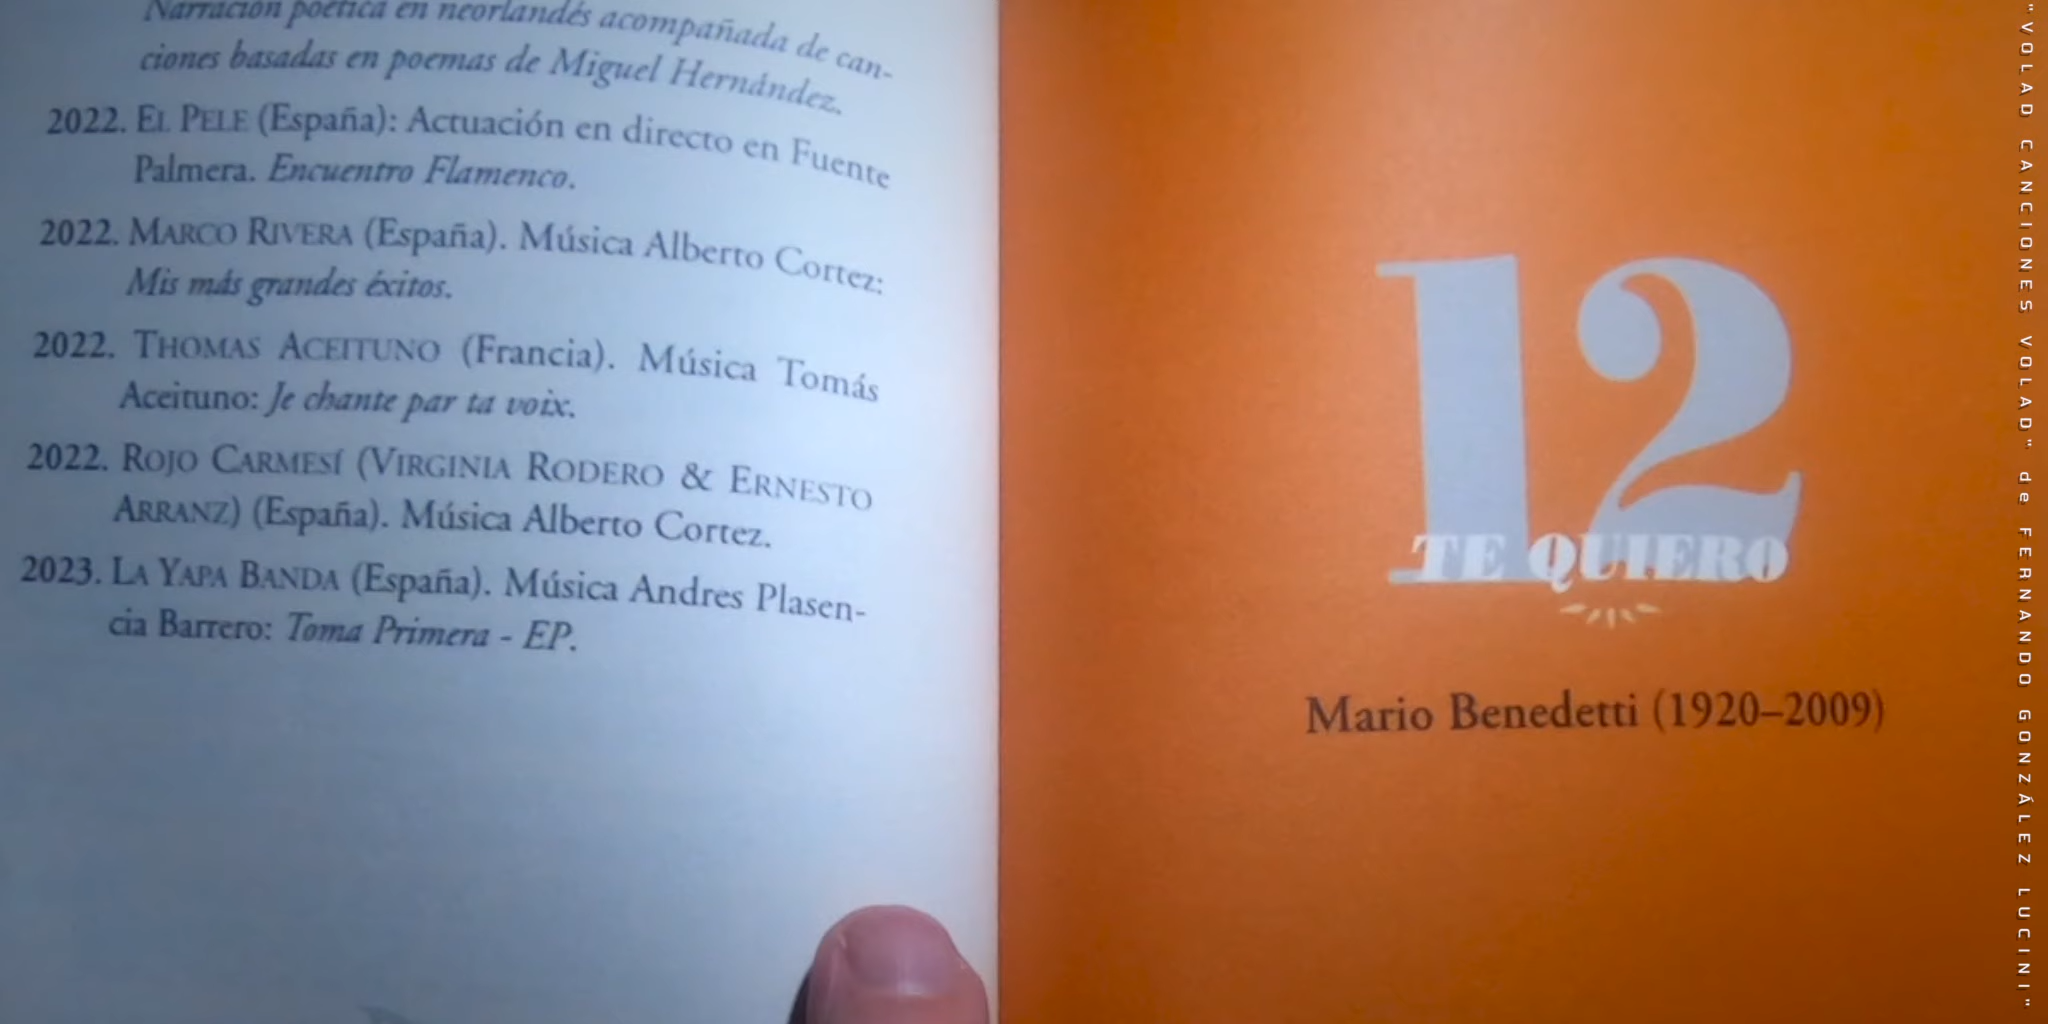 Narración poética en neorlandés acompañada de can-
ciones basadas en poemas de Miguel Hernández.
2022. EL PELE (España): Actuación en directo en Fuente
Palmera. Encuentro Flamenco.
2022. MARCO RIVERA (España). Música Alberto Cortez:
Mis más grandes éxitos.
2022. THOMAS ACEITUNO (Francia). Música Tomás
Aceituno: Je chante par ta voix.
2022. ROJO CARMESÍ (VIRGINIA RODERO & ERNESTO
ARRANZ) (España). Música Alberto Cortez.
2023. LA YAPA BANDA (España). Música Andres Plasen-
cia Barrero: Toma Primera - EP.
12
TE QUIERO
Mario Benedetti (1920–2009)
"VOLAD CANCIONES VOLAD" de FERNANDO GONZÁLEZ LUCINI"